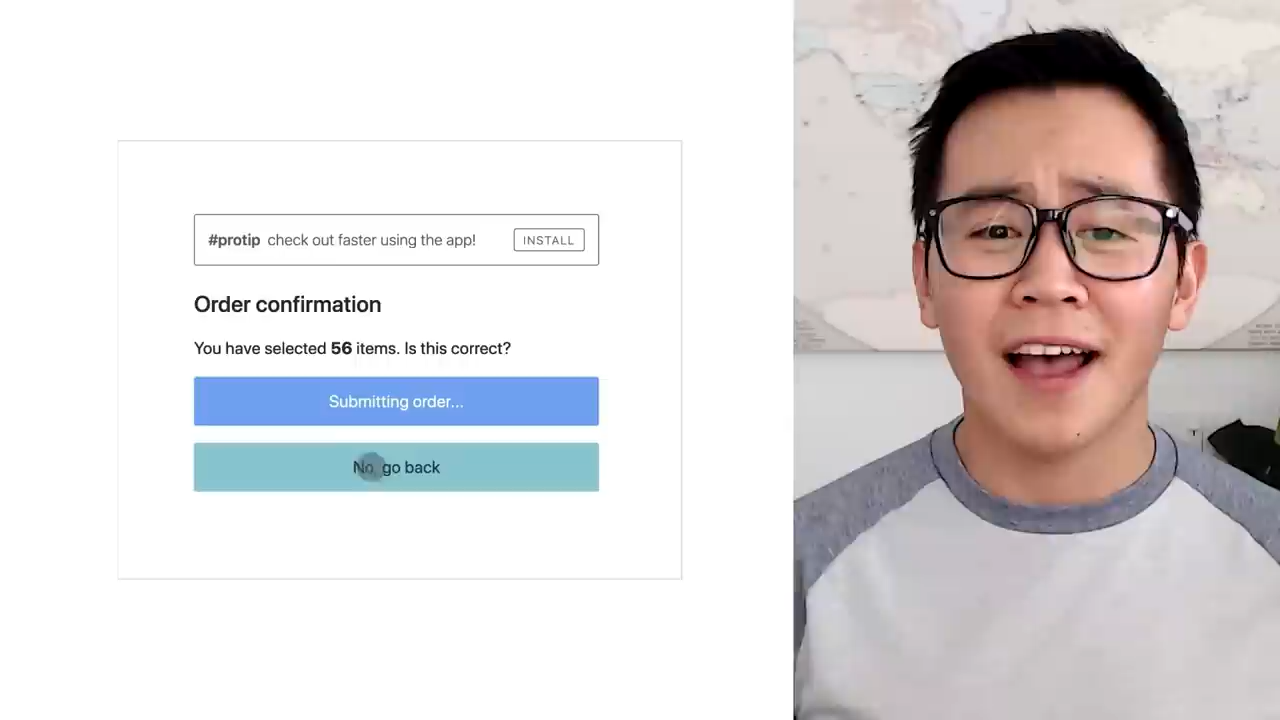 #protip check out faster using the app! INSTALL
Order confirmation
You have selected 56 items. Is this correct?
Submitting order...
No, go back